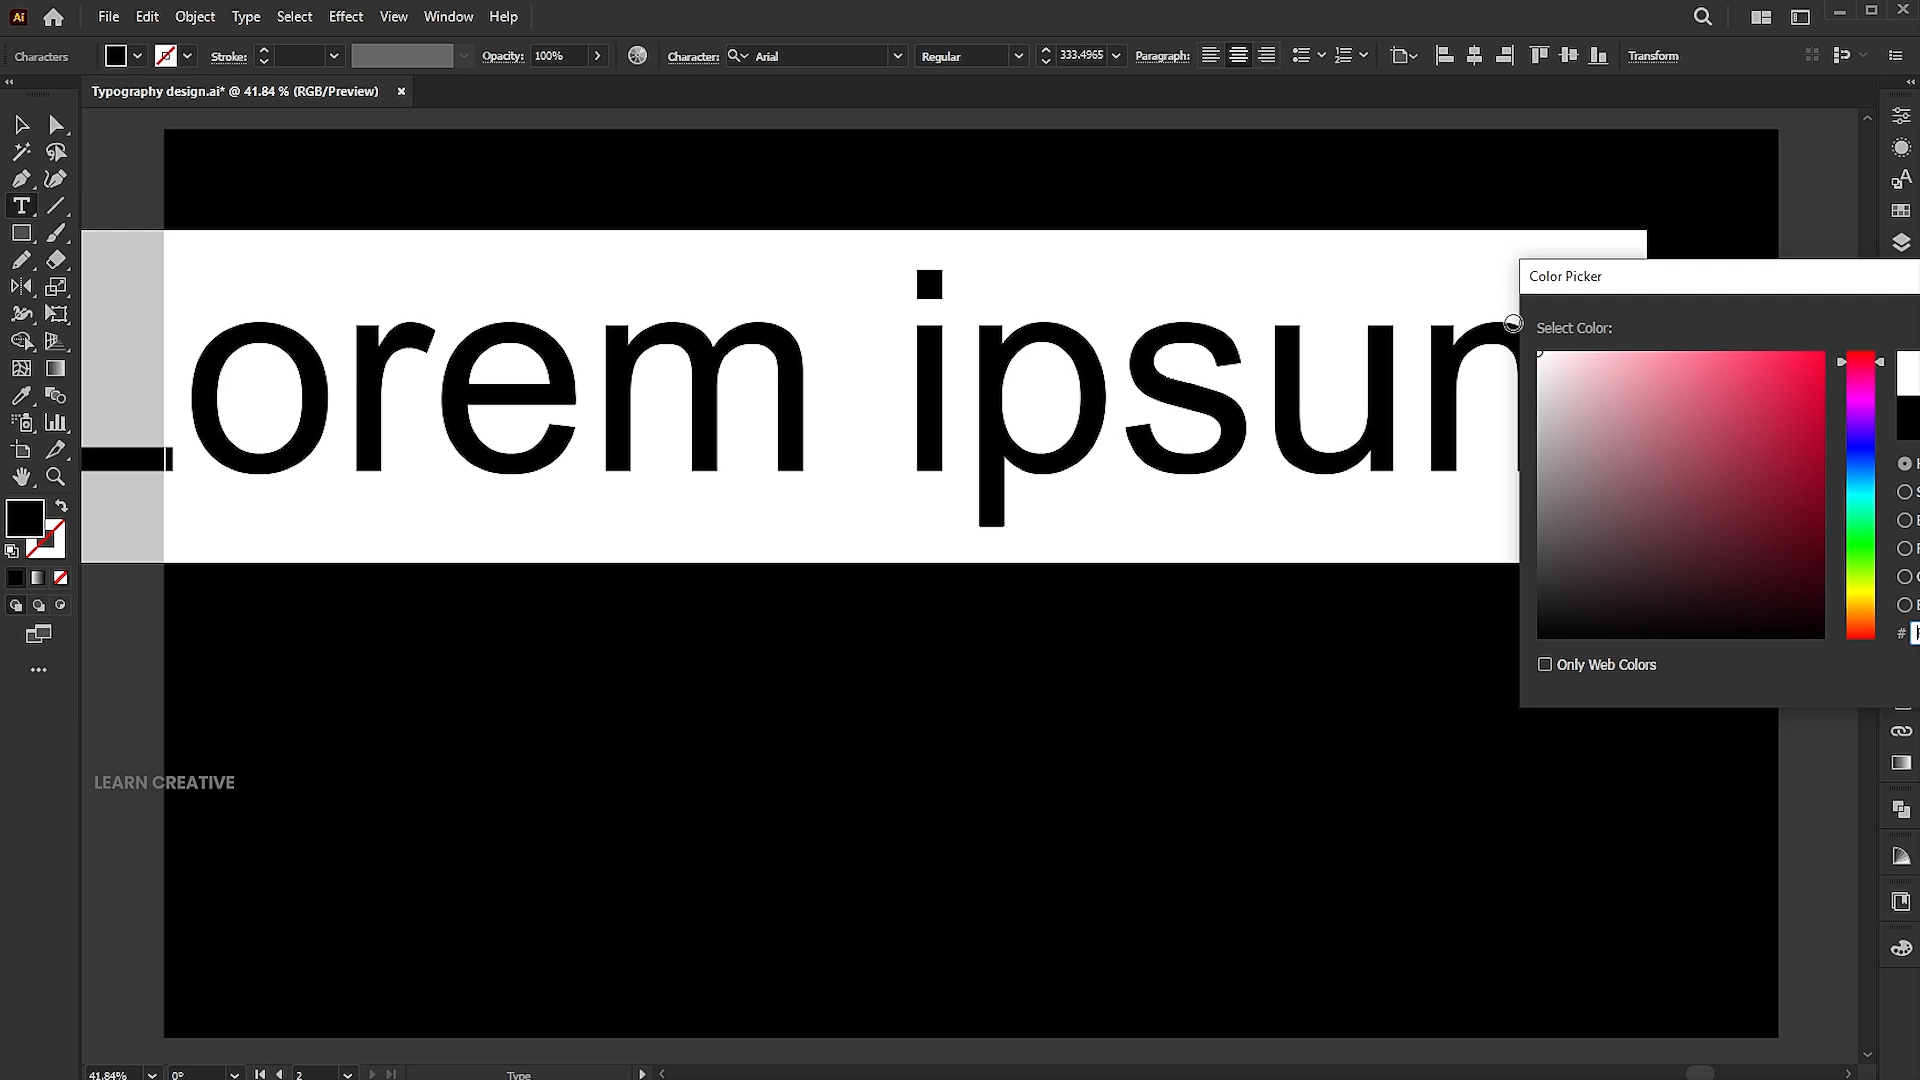 Ai File Edit Object Type Select Effect View Window Help
Characters Stroke: Opacity: 100% Character: Arial Regular 333.4965 Paragraph: Transform
Typography design.ai* @ 41.84 % (RGB/Preview)
Lorem ipsum
Color Picker
Select Color:
#
Only Web Colors
LEARN CREATIVE
41.84% 0° 2 Type